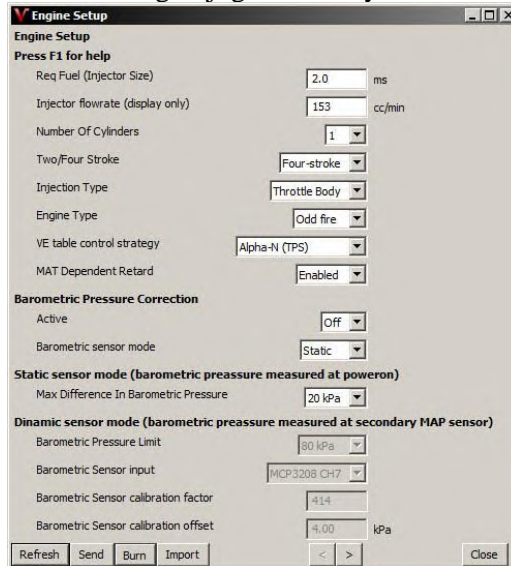 Engine Setup
Engine Setup
Press F1 for help
Req Fuel (Injector Size) 2.0 ms
Injector flowrate (display only) 153 cc/min
Number Of Cylinders 1
Two/Four Stroke Four-stroke
Injection Type Throttle Body
Engine Type Odd fire
VE table control strategy Alpha-N (TPS)
MAT Dependent Retard Enabled
Barometric Pressure Correction
Active Off
Barometric sensor mode Static
Static sensor mode (barometric preassure measured at poweron)
Max Difference In Barometric Pressure 20 kPa
Dinamic sensor mode (barometric preassure measured at secondary MAP sensor)
Barometric Pressure Limit 80 kPa
Barometric Sensor input MCP3208 CH7
Barometric Sensor calibration factor 414
Barometric Sensor calibration offset 4.00 kPa
Refresh Send Burn Import < > Close